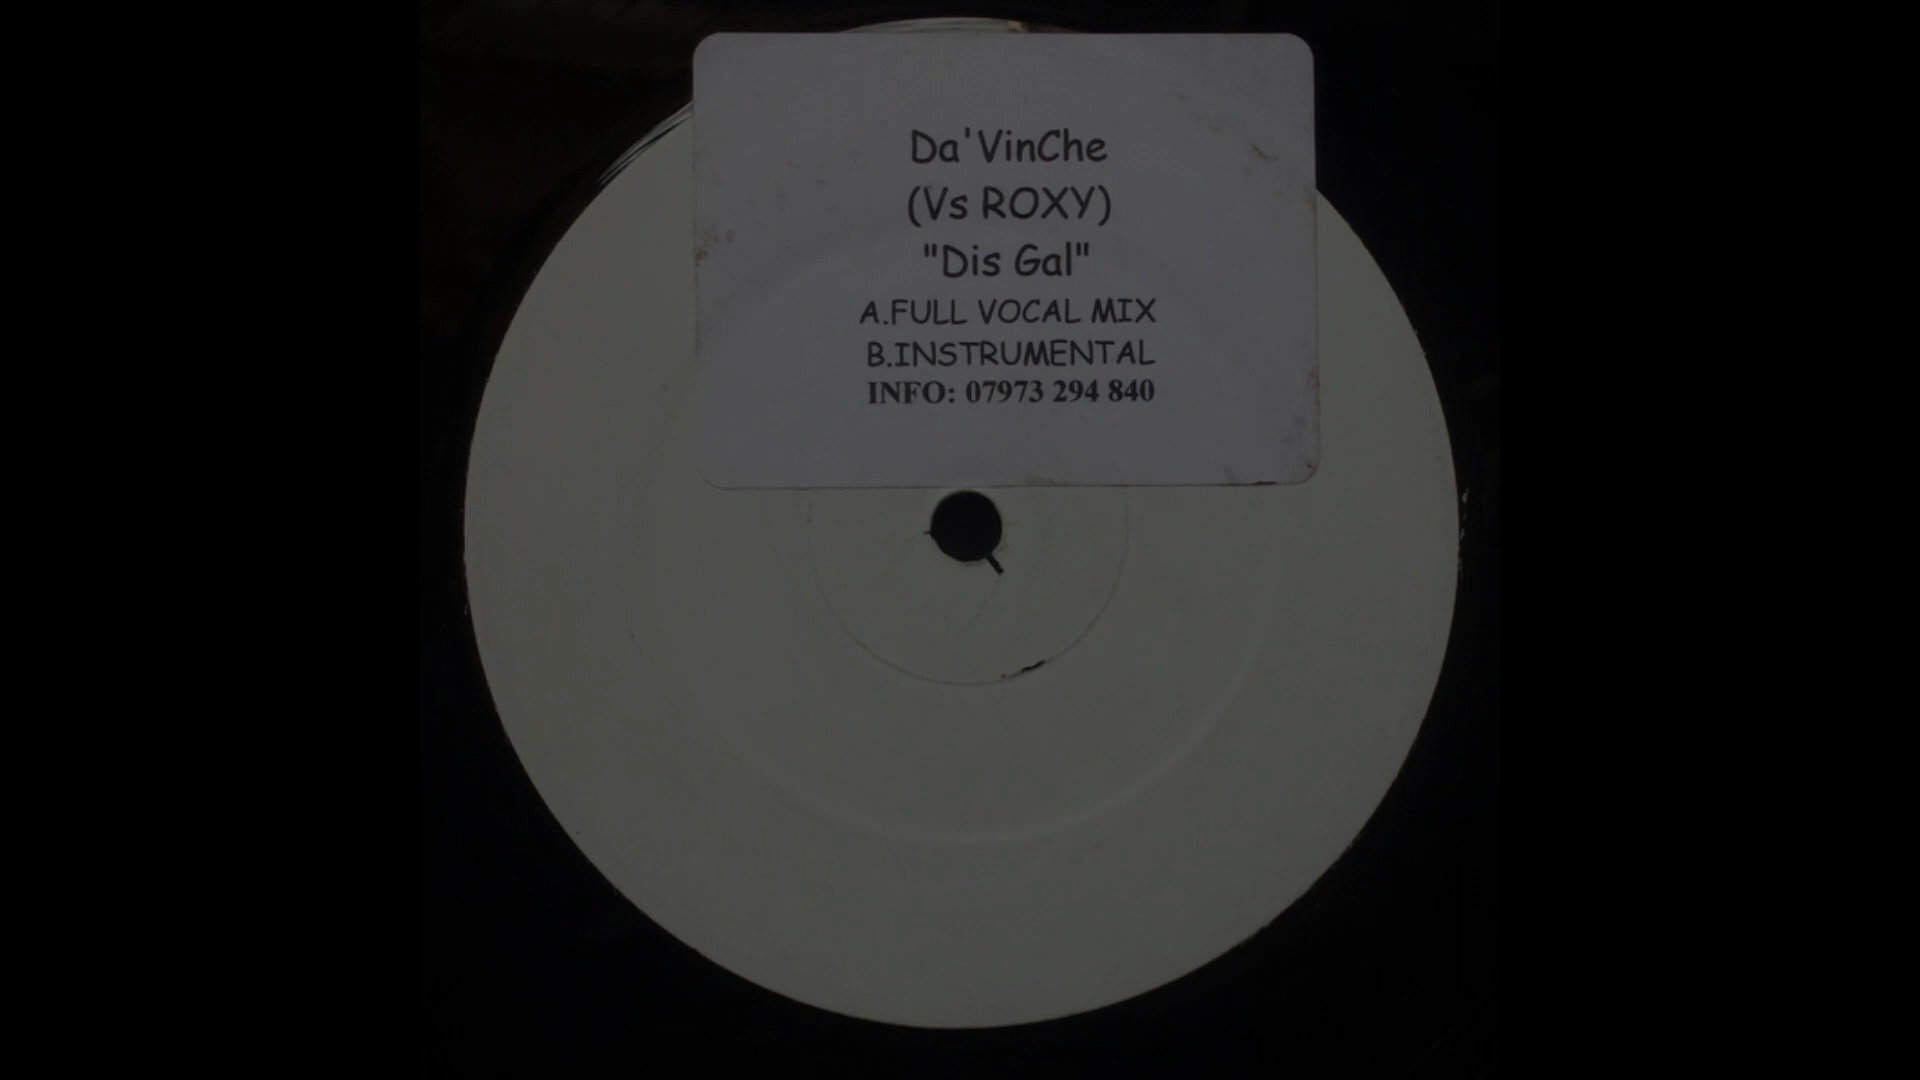 Da'VinChe
(Vs ROXY)
"Dis Gal"
A.FULL VOCAL MIX
B.INSTRUMENTAL
INFO: 07973 294 840